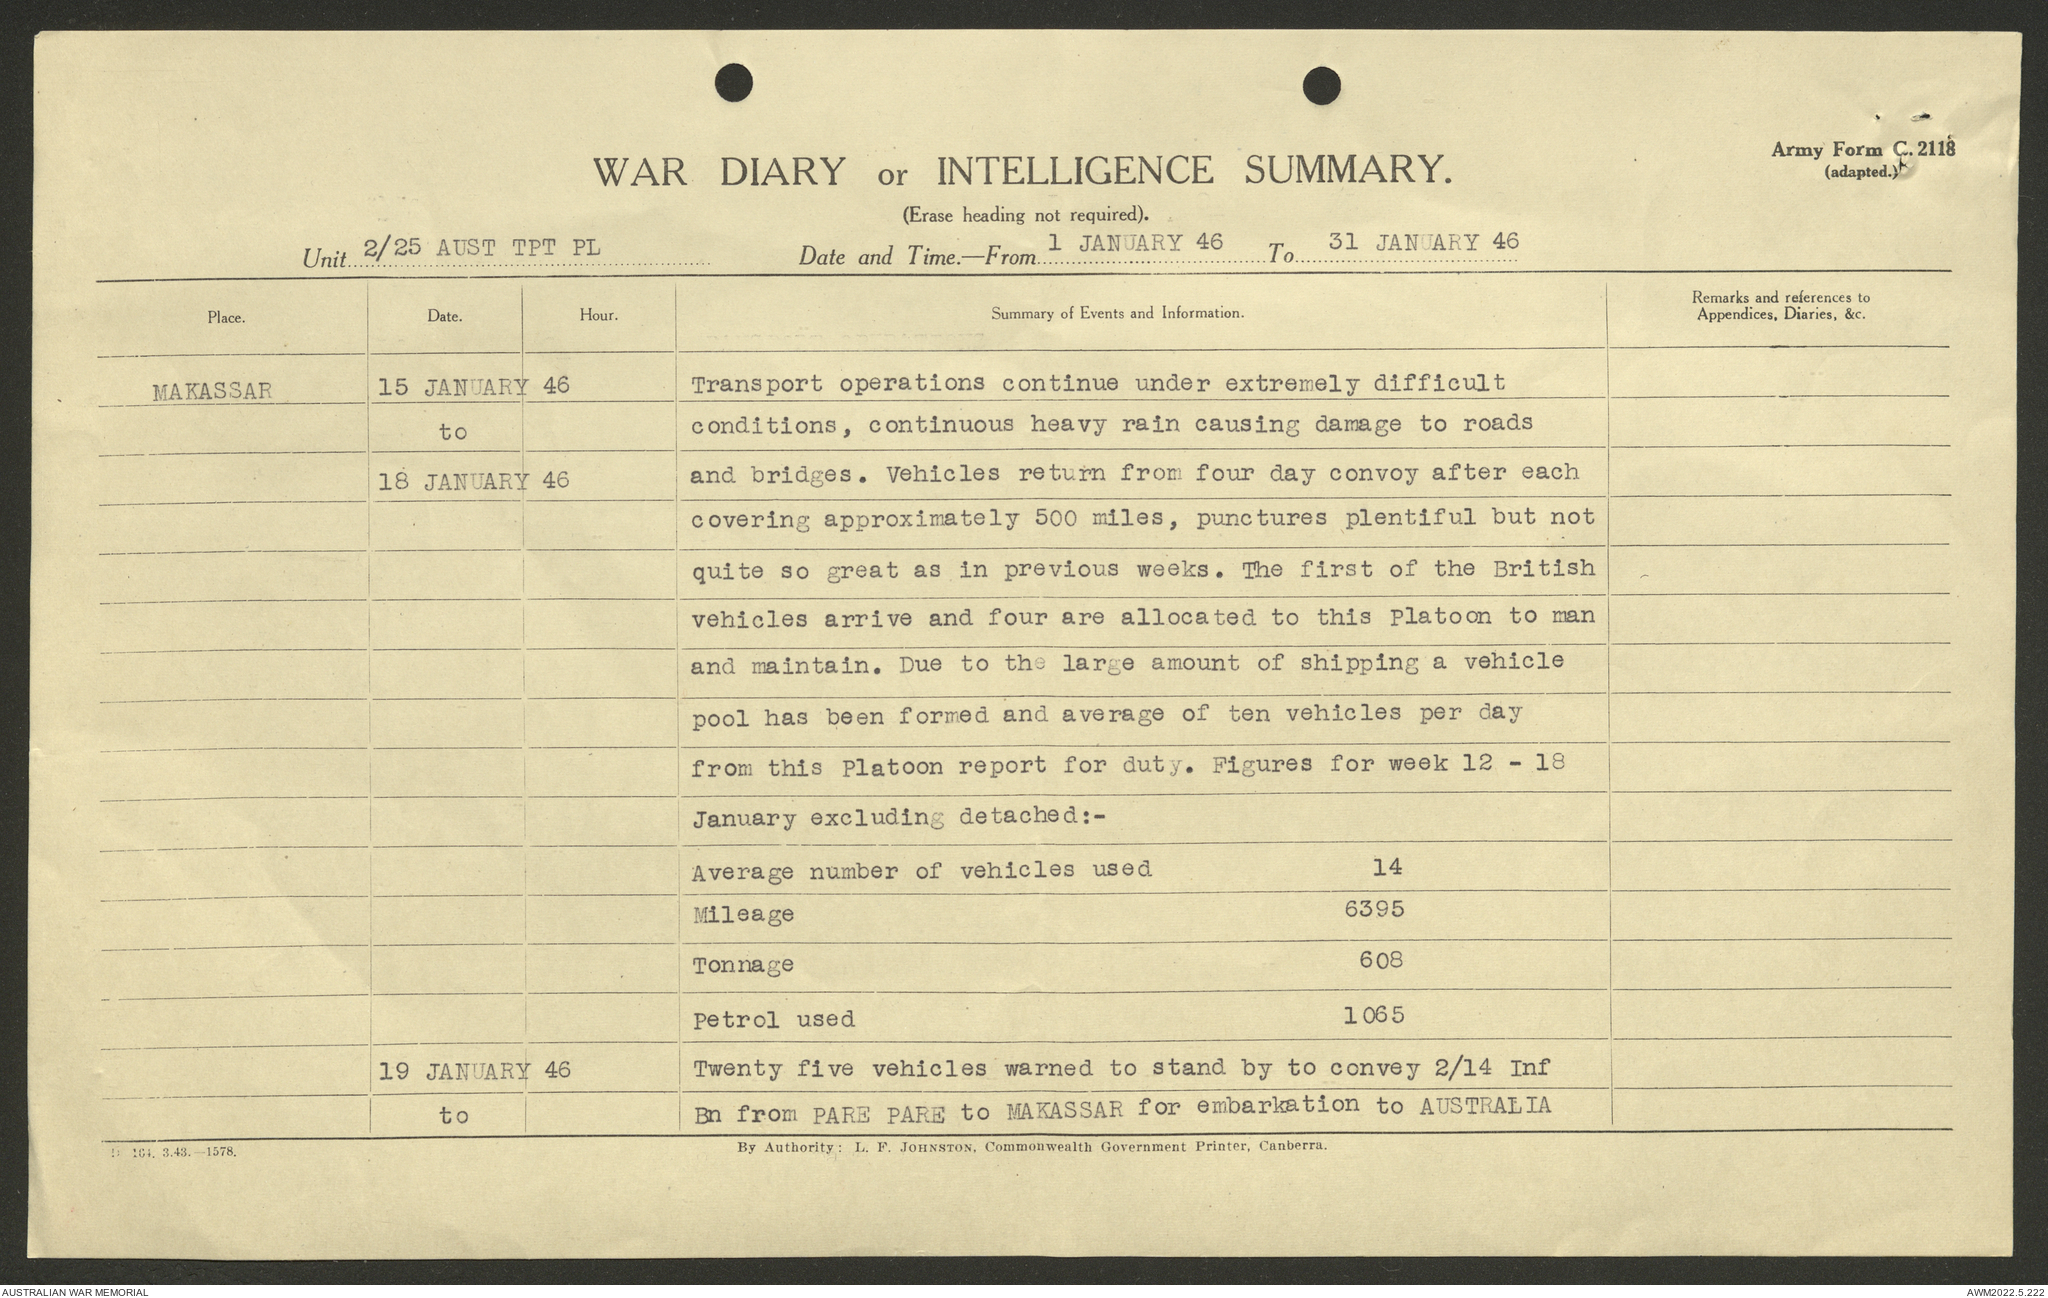 Army Form C. 2118
(adapted.)
WAR DIARY or INTELLIGENCE SUMMARY.
(Erase heading not required).
Unit 2/25 AUST TPT PL Date and Time.—From 1 JANUARY 46 To 31 JANUARY 46
Place. Date. Hour. Summary of Events and Information. Remarks and references to
Appendices, Diaries, &c.
MAKASSAR 15 JANUARY 46 Transport operations continue under extremely difficult
to conditions, continuous heavy rain causing damage to roads
18 JANUARY 46 and bridges. Vehicles return from four day convoy after each
covering approximately 500 miles, punctures plentiful but not
quite so great as in previous weeks. The first of the British
vehicles arrive and four are allocated to this Platoon to man
and maintain. Due to the large amount of shipping a vehicle
pool has been formed and average of ten vehicles per day
from this Platoon report for duty. Figures for week 12 - 18
January excluding detached:-
Average number of vehicles used 14
Mileage 6395
Tonnage 608
Petrol used 1065
19 JANUARY 46 Twenty five vehicles warned to stand by to convey 2/14 Inf
to Bn from PARE PARE to MAKASSAR for embarkation to AUSTRALIA
164. 3.43.—1578. By Authority: L. F. JOHNSTON, Commonwealth Government Printer, Canberra.
AUSTRALIAN WAR MEMORIAL AWM2022.5.222